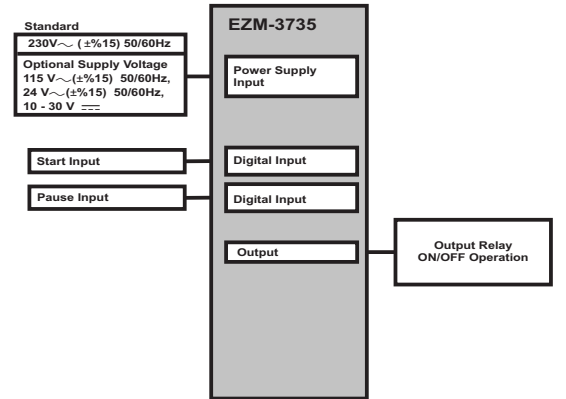 Standard
EZM-3735
230V~ (±%15) 50/60Hz
Optional Supply Voltage
115 V~(±%15) 50/60Hz,
24 V~(±%15) 50/60Hz,
10 - 30 V ⎓
Power Supply
Input
Start Input
Digital Input
Pause Input
Digital Input
Output
Output Relay
ON/OFF Operation